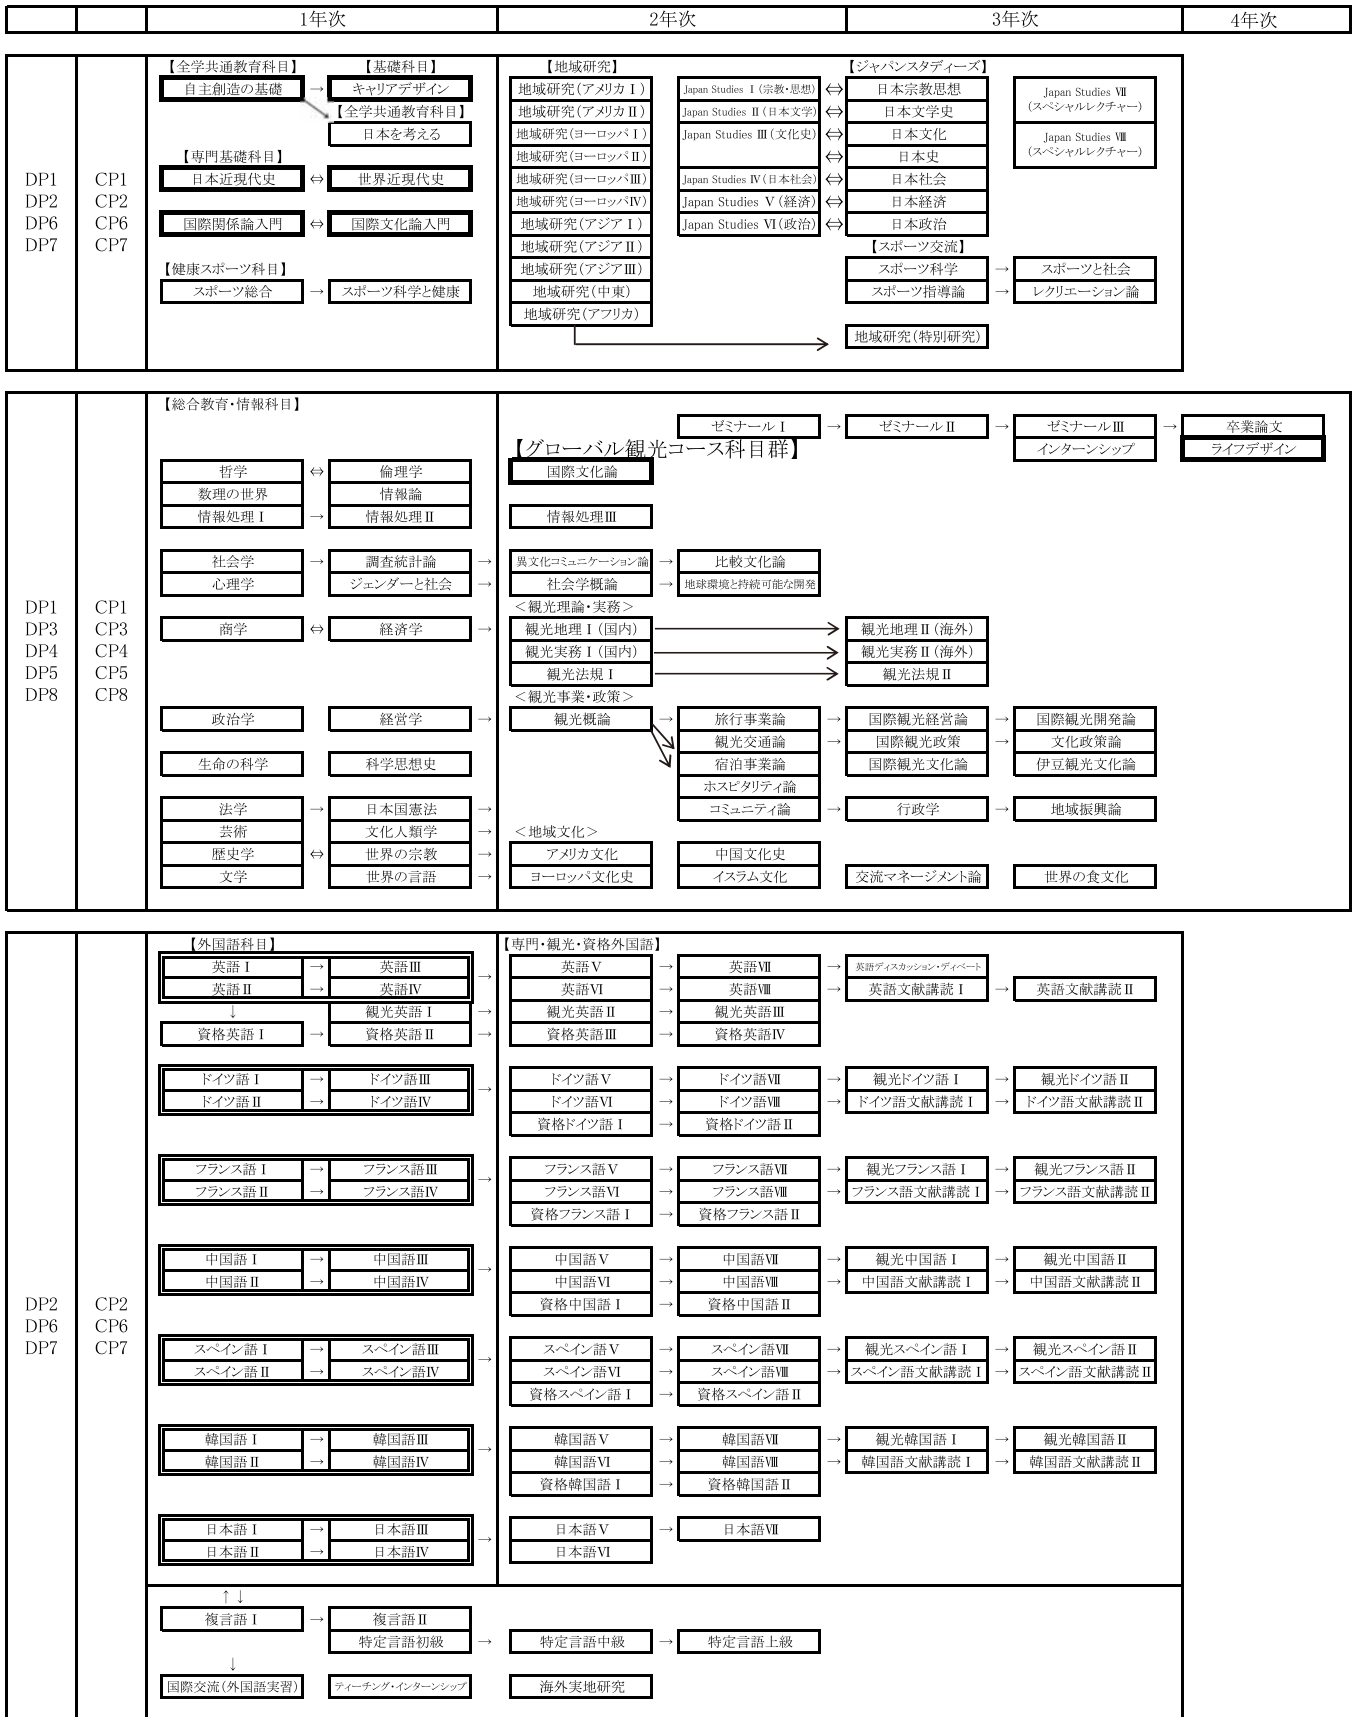 1年次 2年次 3年次 4年次
【全学共通教育科目】 【基礎科目】 【地域研究】 【ジャパンスタディーズ】
自主創造の基礎 → キャリアデザイン 地域研究(アメリカⅠ) Japan Studies Ⅰ(宗教・思想) ⇔ 日本宗教思想 Japan Studies Ⅶ
(スペシャルレクチャー)
【全学共通教育科目】 地域研究(アメリカⅡ) Japan Studies Ⅱ(日本文学) ⇔ 日本文学史
日本を考える 地域研究(ヨーロッパⅠ) Japan Studies Ⅲ(文化史) ⇔ 日本文化 Japan Studies Ⅷ
(スペシャルレクチャー)
【専門基礎科目】 地域研究(ヨーロッパⅡ) ⇔ 日本史
DP1 CP1 日本近現代史 ⇔ 世界近現代史 地域研究(ヨーロッパⅢ) Japan Studies Ⅳ(日本社会) ⇔ 日本社会
DP2 CP2 地域研究(ヨーロッパⅣ) Japan Studies Ⅴ(経済) ⇔ 日本経済
DP6 CP6 国際関係論入門 ⇔ 国際文化論入門 地域研究(アジアⅠ) Japan Studies Ⅵ(政治) ⇔ 日本政治
DP7 CP7 地域研究(アジアⅡ) 【スポーツ交流】
【健康スポーツ科目】 地域研究(アジアⅢ) スポーツ科学 → スポーツと社会
スポーツ総合 → スポーツ科学と健康 地域研究(中東) スポーツ指導論 → レクリエーション論
地域研究(アフリカ)
地域研究(特別研究)
【総合教育・情報科目】
ゼミナールⅠ → ゼミナールⅡ → ゼミナールⅢ → 卒業論文
【グローバル観光コース科目群】 インターンシップ ライフデザイン
哲学 ⇔ 倫理学 国際文化論
数理の世界 情報論
情報処理Ⅰ → 情報処理Ⅱ 情報処理Ⅲ
社会学 → 調査統計論 → 異文化コミュニケーション論 → 比較文化論
心理学 ジェンダーと社会 → 社会学概論 → 地球環境と持続可能な開発
DP1 CP1 <観光理論・実務>
DP3 CP3 商学 ⇔ 経済学 → 観光地理Ⅰ(国内) 観光地理Ⅱ(海外)
DP4 CP4 観光実務Ⅰ(国内) 観光実務Ⅱ(海外)
DP5 CP5 観光法規Ⅰ 観光法規Ⅱ
DP8 CP8 <観光事業・政策>
政治学 経営学 → 観光概論 → 旅行事業論 → 国際観光経営論 → 国際観光開発論
観光交通論 → 国際観光政策 → 文化政策論
生命の科学 科学思想史 宿泊事業論 国際観光文化論 伊豆観光文化論
ホスピタリティ論
法学 → 日本国憲法 → コミュニティ論 → 行政学 → 地域振興論
芸術 文化人類学 → <地域文化>
歴史学 ⇔ 世界の宗教 → アメリカ文化 中国文化史
文学 世界の言語 → ヨーロッパ文化史 イスラム文化 交流マネージメント論 世界の食文化
【外国語科目】 【専門・観光・資格外国語】
英語Ⅰ → 英語Ⅲ → 英語Ⅴ → 英語Ⅶ → 英語ディスカッション・ディベート
英語Ⅱ → 英語Ⅳ 英語Ⅵ → 英語Ⅷ → 英語文献講読Ⅰ → 英語文献講読Ⅱ
↓ 観光英語Ⅰ → 観光英語Ⅱ → 観光英語Ⅲ
資格英語Ⅰ → 資格英語Ⅱ → 資格英語Ⅲ → 資格英語Ⅳ
ドイツ語Ⅰ → ドイツ語Ⅲ → ドイツ語Ⅴ → ドイツ語Ⅶ → 観光ドイツ語Ⅰ → 観光ドイツ語Ⅱ
ドイツ語Ⅱ → ドイツ語Ⅳ ドイツ語Ⅵ → ドイツ語Ⅷ → ドイツ語文献講読Ⅰ → ドイツ語文献講読Ⅱ
資格ドイツ語Ⅰ → 資格ドイツ語Ⅱ
フランス語Ⅰ → フランス語Ⅲ → フランス語Ⅴ → フランス語Ⅶ → 観光フランス語Ⅰ → 観光フランス語Ⅱ
フランス語Ⅱ → フランス語Ⅳ フランス語Ⅵ → フランス語Ⅷ → フランス語文献講読Ⅰ → フランス語文献講読Ⅱ
資格フランス語Ⅰ → 資格フランス語Ⅱ
中国語Ⅰ → 中国語Ⅲ → 中国語Ⅴ → 中国語Ⅶ → 観光中国語Ⅰ → 観光中国語Ⅱ
中国語Ⅱ → 中国語Ⅳ 中国語Ⅵ → 中国語Ⅷ → 中国語文献講読Ⅰ → 中国語文献講読Ⅱ
DP2 CP2 資格中国語Ⅰ → 資格中国語Ⅱ
DP6 CP6
DP7 CP7 スペイン語Ⅰ → スペイン語Ⅲ → スペイン語Ⅴ → スペイン語Ⅶ → 観光スペイン語Ⅰ → 観光スペイン語Ⅱ
スペイン語Ⅱ → スペイン語Ⅳ スペイン語Ⅵ → スペイン語Ⅷ → スペイン語文献講読Ⅰ → スペイン語文献講読Ⅱ
資格スペイン語Ⅰ → 資格スペイン語Ⅱ
韓国語Ⅰ → 韓国語Ⅲ → 韓国語Ⅴ → 韓国語Ⅶ → 観光韓国語Ⅰ → 観光韓国語Ⅱ
韓国語Ⅱ → 韓国語Ⅳ 韓国語Ⅵ → 韓国語Ⅷ → 韓国語文献講読Ⅰ → 韓国語文献講読Ⅱ
資格韓国語Ⅰ → 資格韓国語Ⅱ
日本語Ⅰ → 日本語Ⅲ → 日本語Ⅴ → 日本語Ⅶ
日本語Ⅱ → 日本語Ⅳ 日本語Ⅵ
↑↓
複言語Ⅰ → 複言語Ⅱ
特定言語初級 → 特定言語中級 → 特定言語上級
↓
国際交流(外国語実習) ティーチング・インターンシップ 海外実地研究